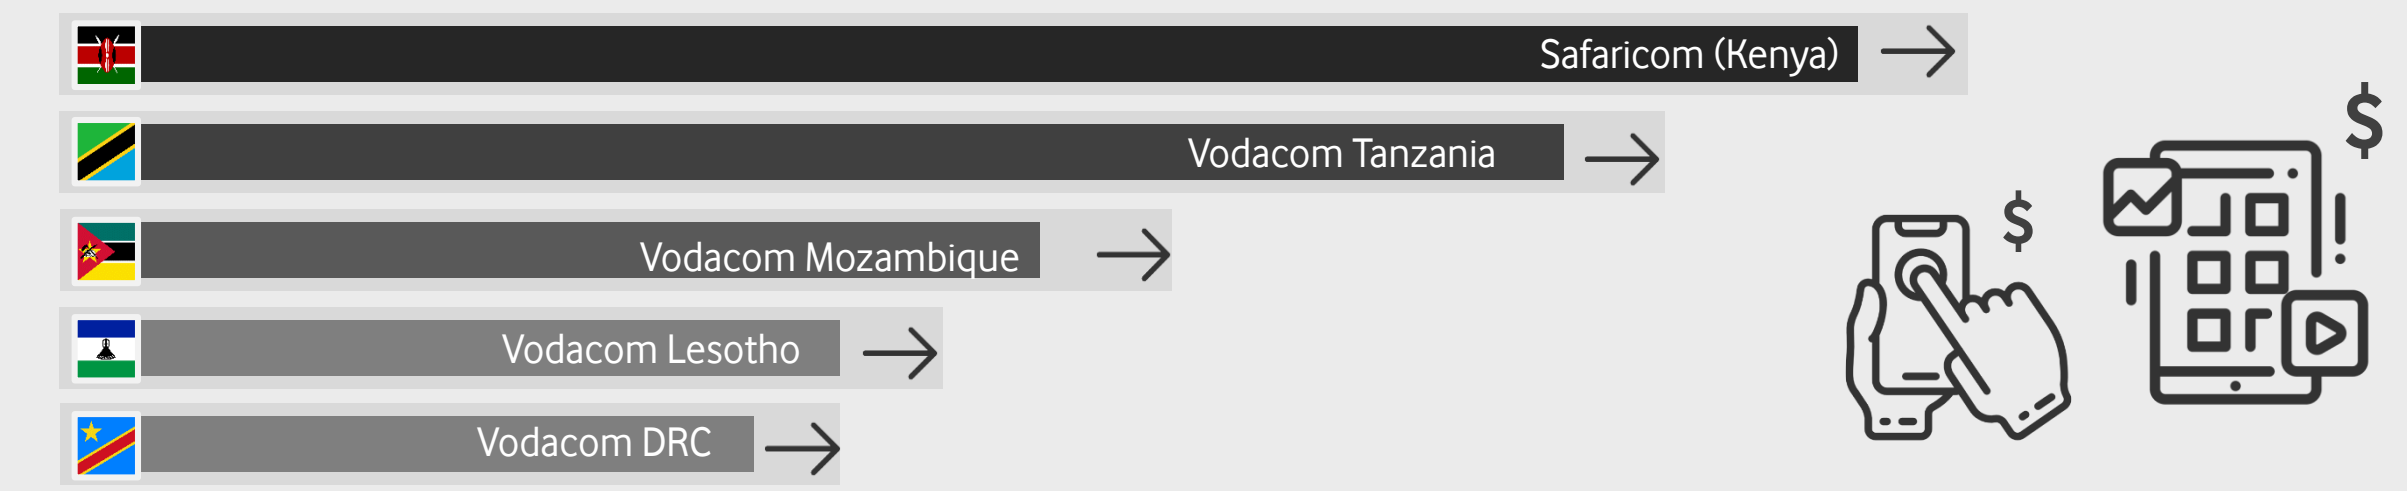 Safaricom (Kenya)
$
Vodacom Tanzania
$
Vodacom Mozambique
Vodacom Lesotho
Vodacom DRC